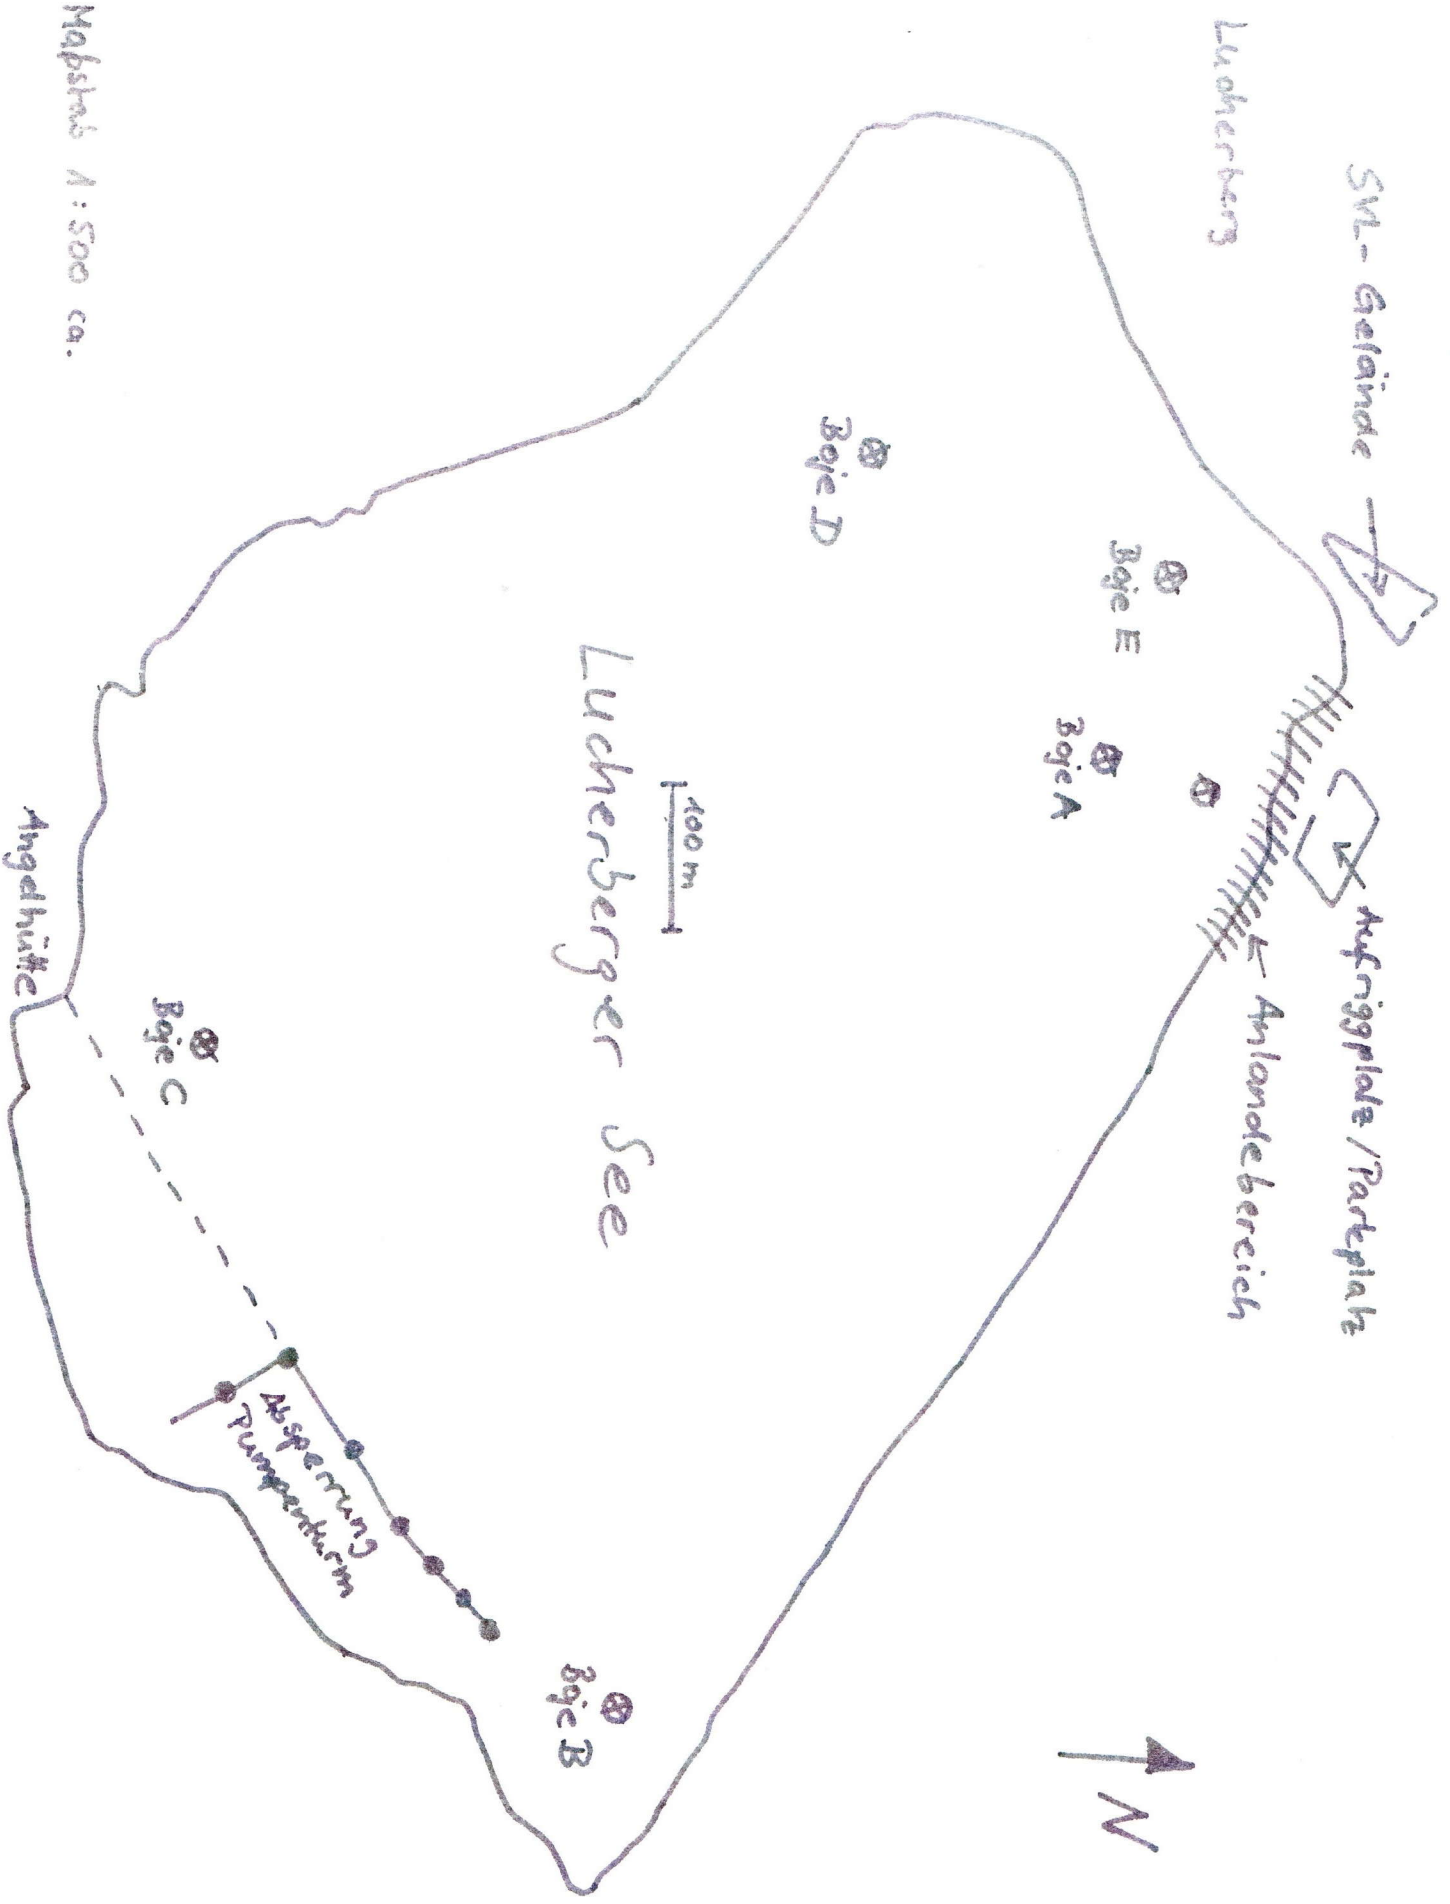 SVL-Gelände
Lucherberg
Aufriggplatz/Parkplatz
Anlandebereich
Boje E
Boje A
Boje D
100m
Lucherberger See
N
Boje B
Boje C
Absperrung
Pumpenturm
Angelhütte
Maßstab 1:500 ca.